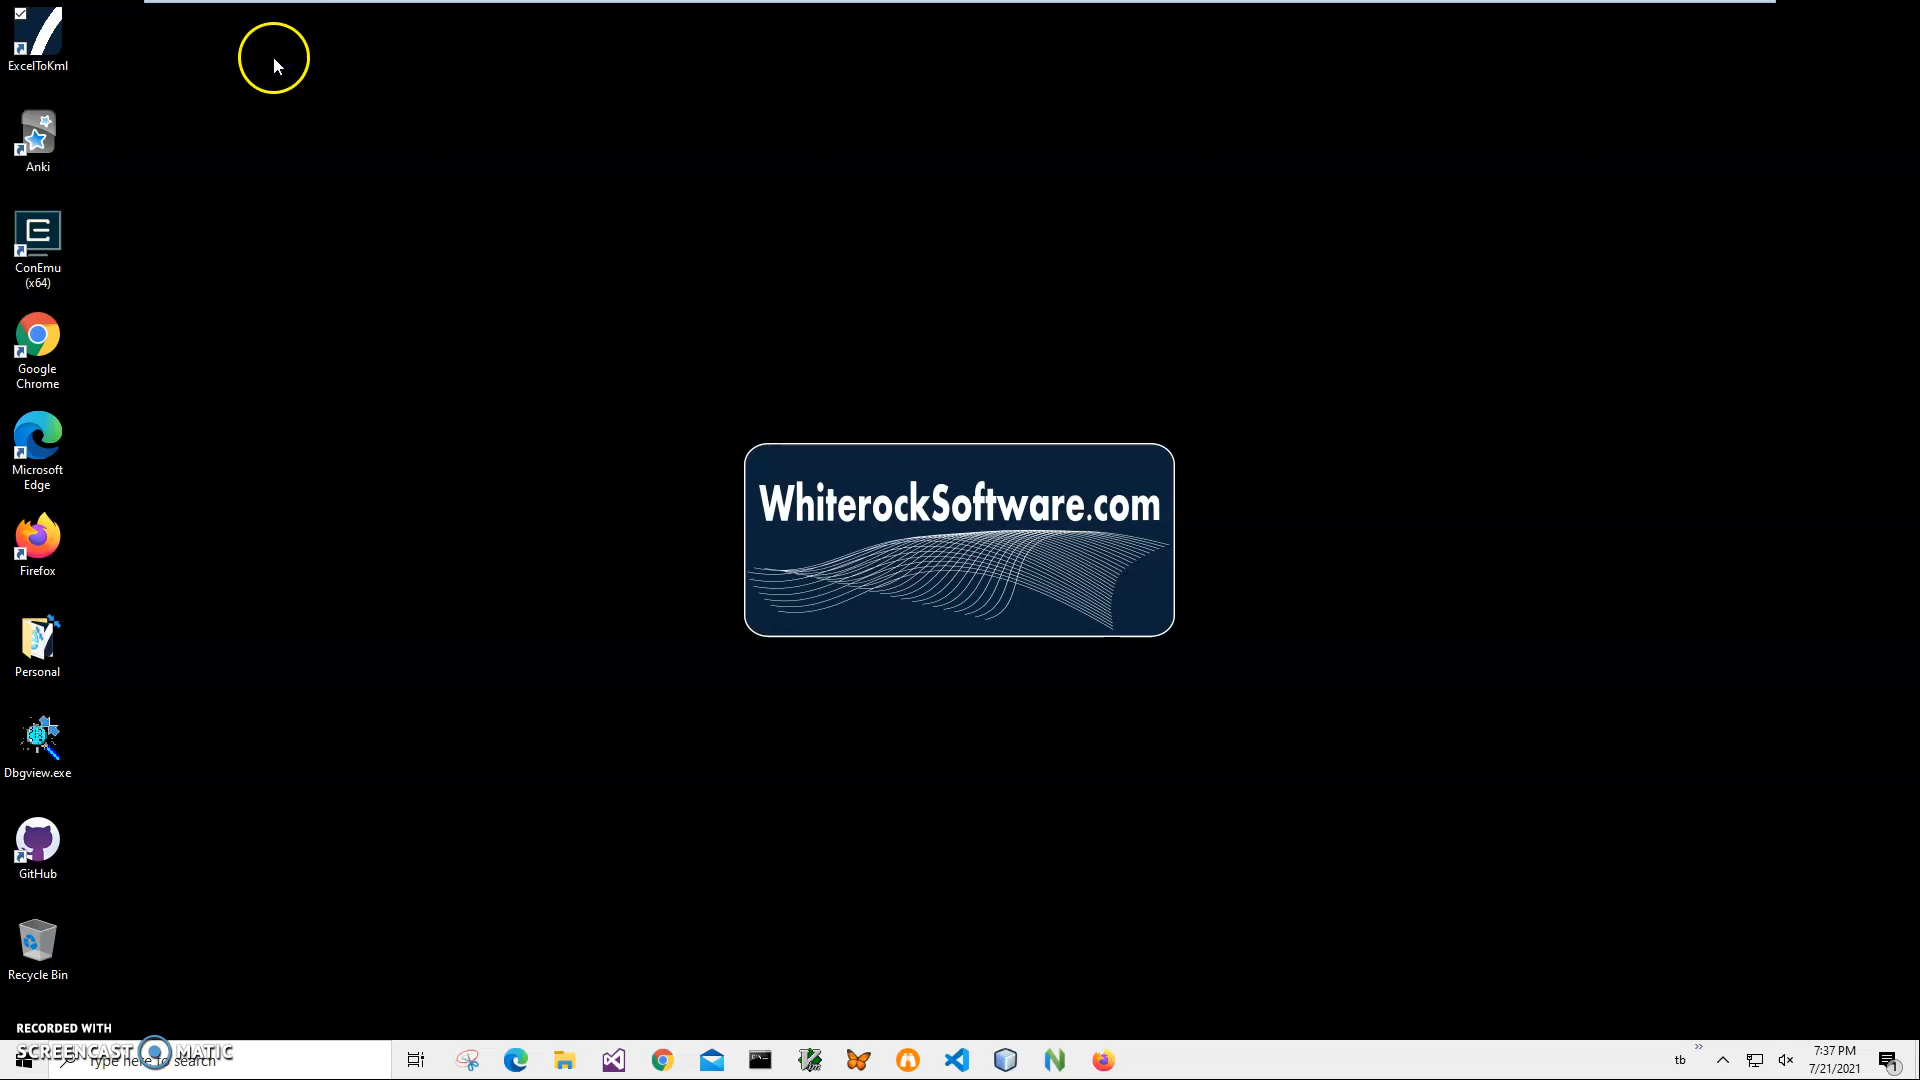 ExcelToKml
Anki
ConEmu
(x64)
Google
Chrome
Microsoft
Edge
Firefox
Personal
Dbgview.exe
GitHub
Recycle Bin
WhiterockSoftware.com
RECORDED WITH
SCREENCAST MATIC
Type here to search
tb
7:37 PM
7/21/2021
1